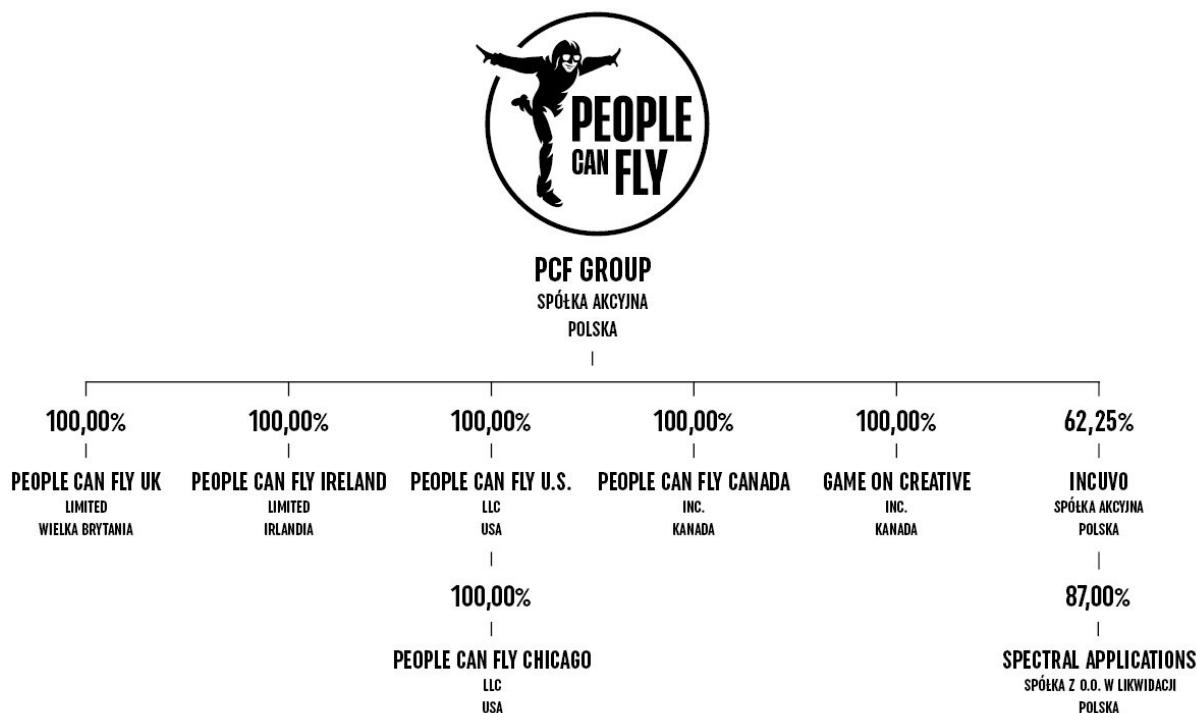 PEOPLE
CAN FLY
PCF GROUP
SPÓŁKA AKCYJNA
POLSKA
100,00% 100,00% 100,00% 100,00% 100,00% 62,25%
PEOPLE CAN FLY UK PEOPLE CAN FLY IRELAND PEOPLE CAN FLY U.S. PEOPLE CAN FLY CANADA GAME ON CREATIVE INCUVO
LIMITED LIMITED LLC INC. INC. SPÓŁKA AKCYJNA
WIELKA BRYTANIA IRLANDIA USA KANADA KANADA POLSKA
100,00% 87,00%
PEOPLE CAN FLY CHICAGO SPECTRAL APPLICATIONS
LLC SPÓŁKA Z O.O. W LIKWIDACJI
USA POLSKA